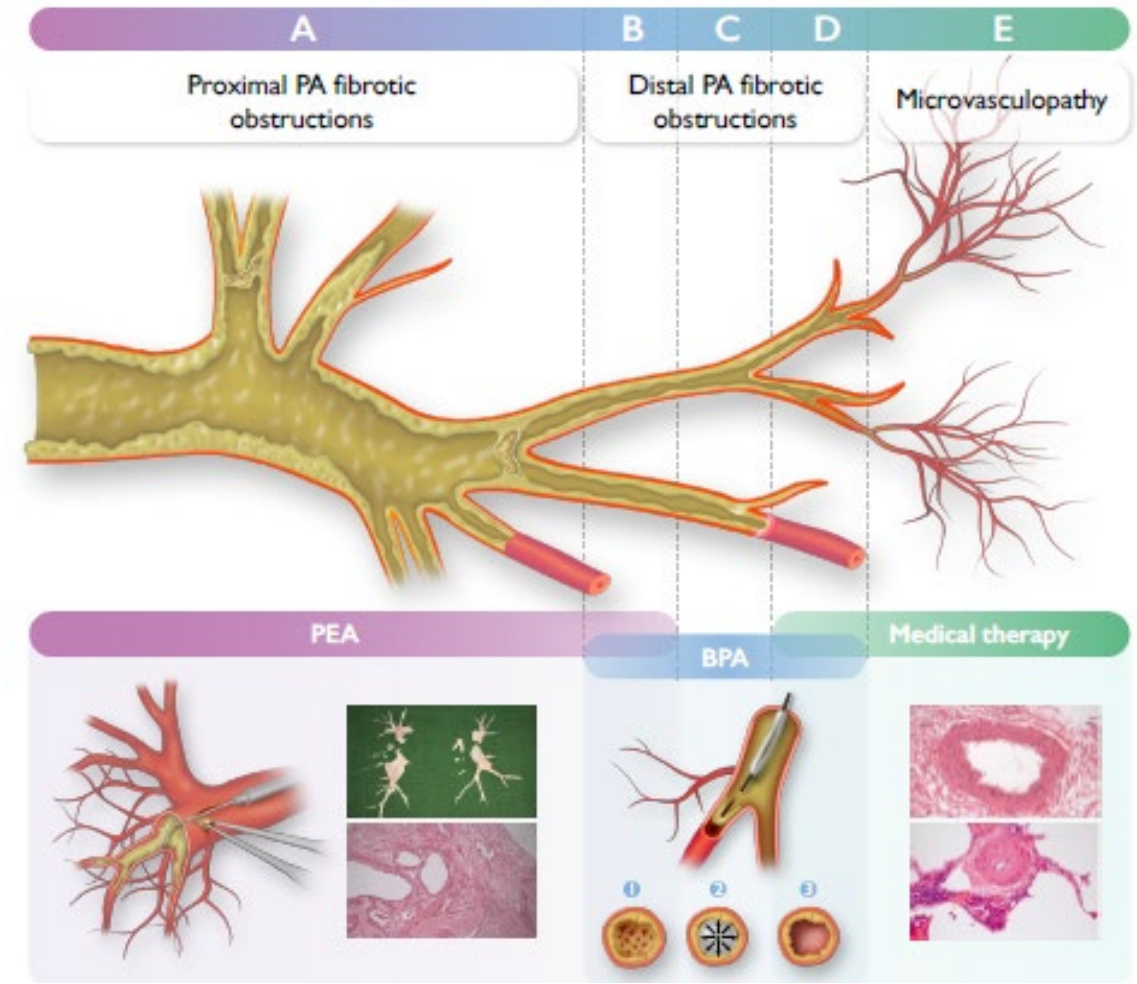 A B C D E
Proximal PA fibrotic
obstructions
Distal PA fibrotic
obstructions
Microvasculopathy
PEA
BPA
Medical therapy
1 2 3